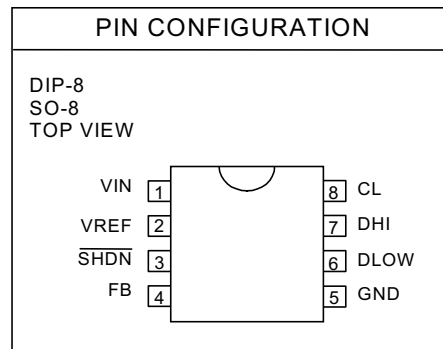 PIN CONFIGURATION
DIP-8
SO-8
TOP VIEW
VIN 1 8 CL
VREF 2 7 DHI
SHDN 3 6 DLOW
FB 4 5 GND